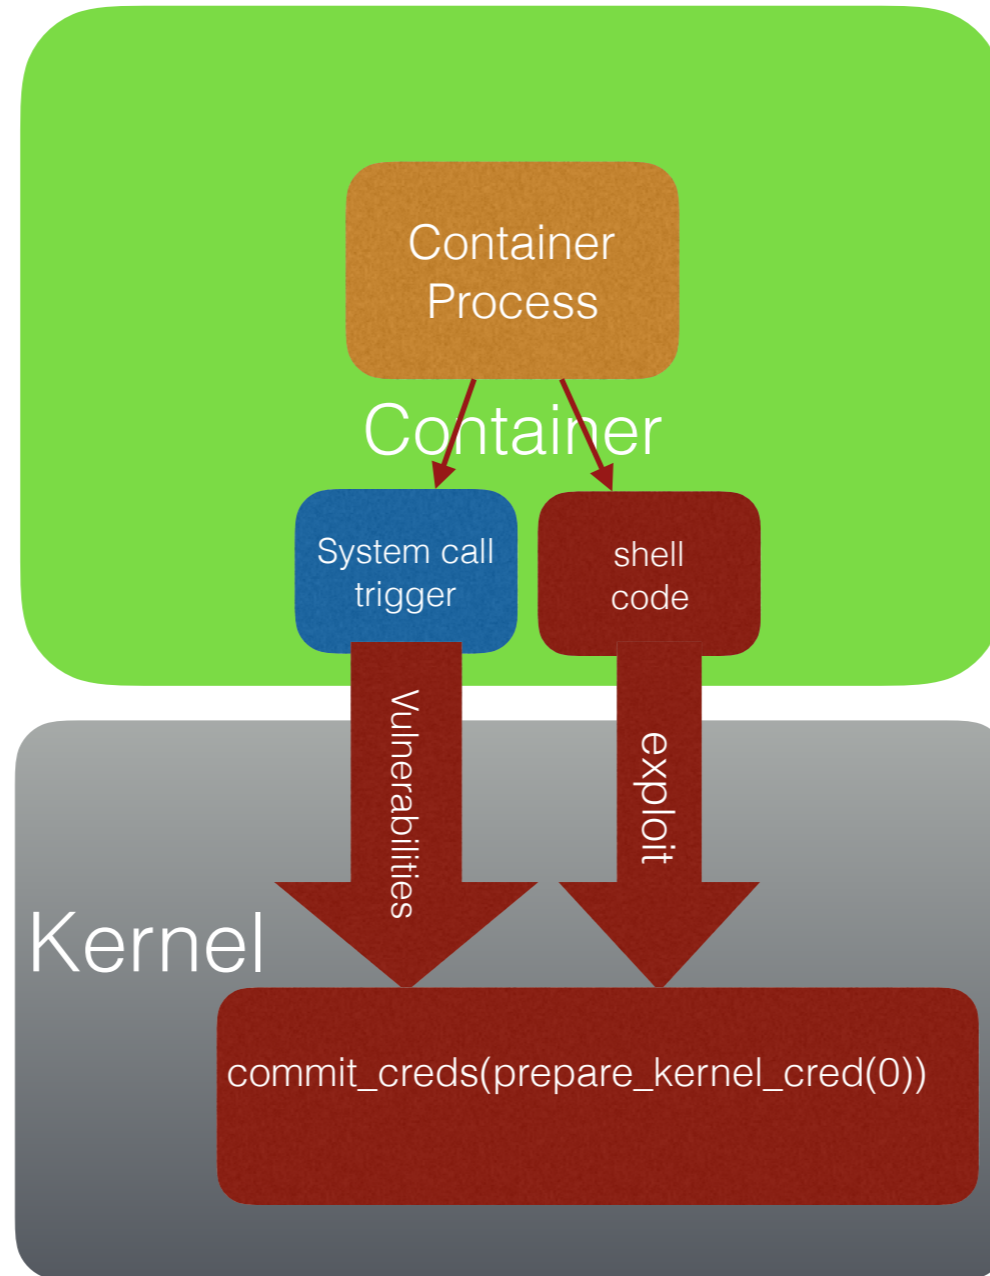 Container
Process
Container
System call
trigger
shell
code
Vulnerabilities
exploit
Kernel
commit_creds(prepare_kernel_cred(0))